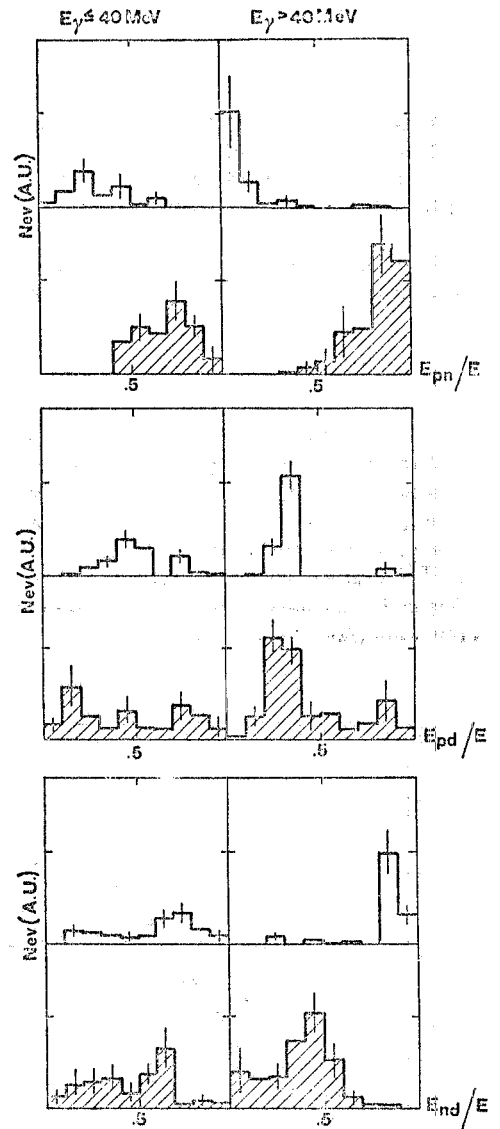 Eγ ≤ 40 MeV Eγ > 40 MeV
Nev (A.U.)
.5 .5 Epn/E
Nev (A.U.)
.5 .5 Epd/E
Nev (A.U.)
.5 .5 End/E